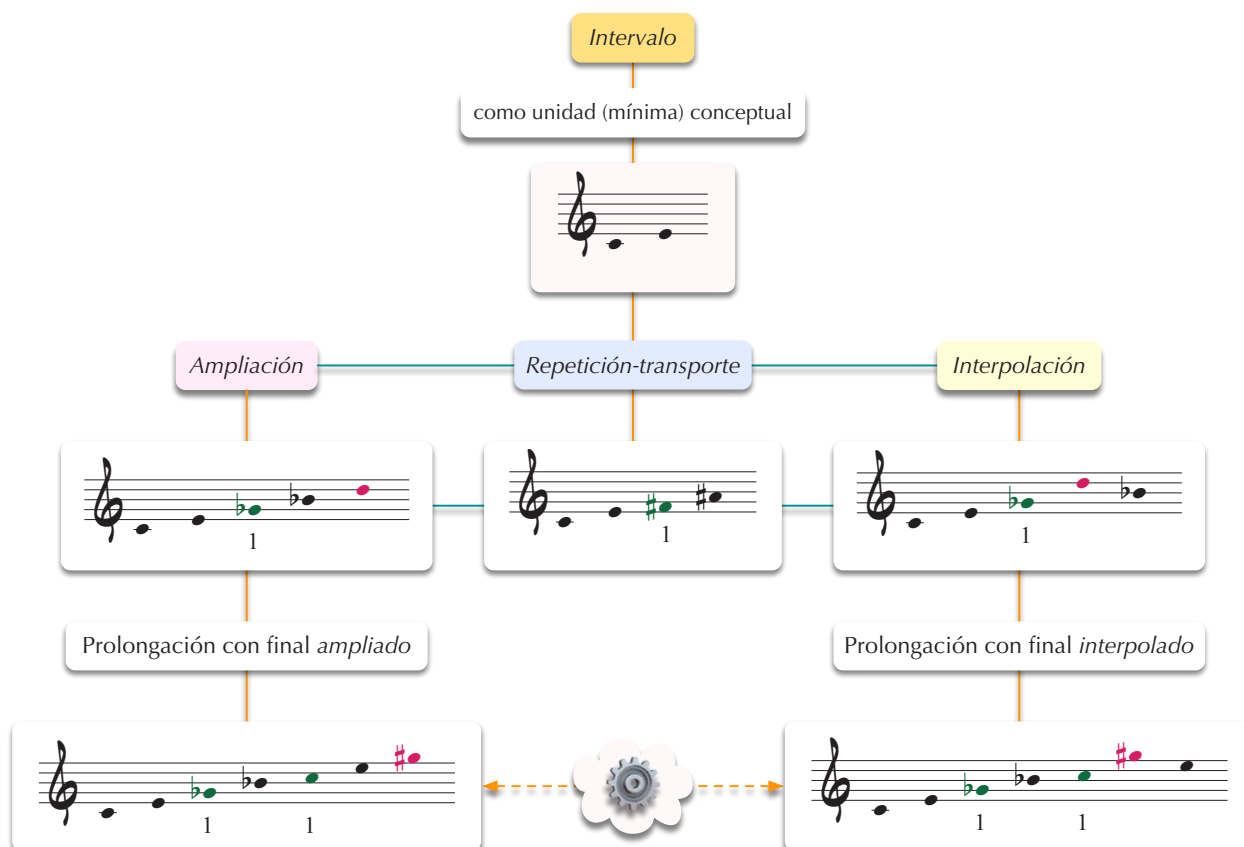 Intervalo
como unidad (mínima) conceptual
Ampliación
Repetición-transporte
Interpolación
1
1
1
Prolongación con final ampliado
Prolongación con final interpolado
1 1
1 1